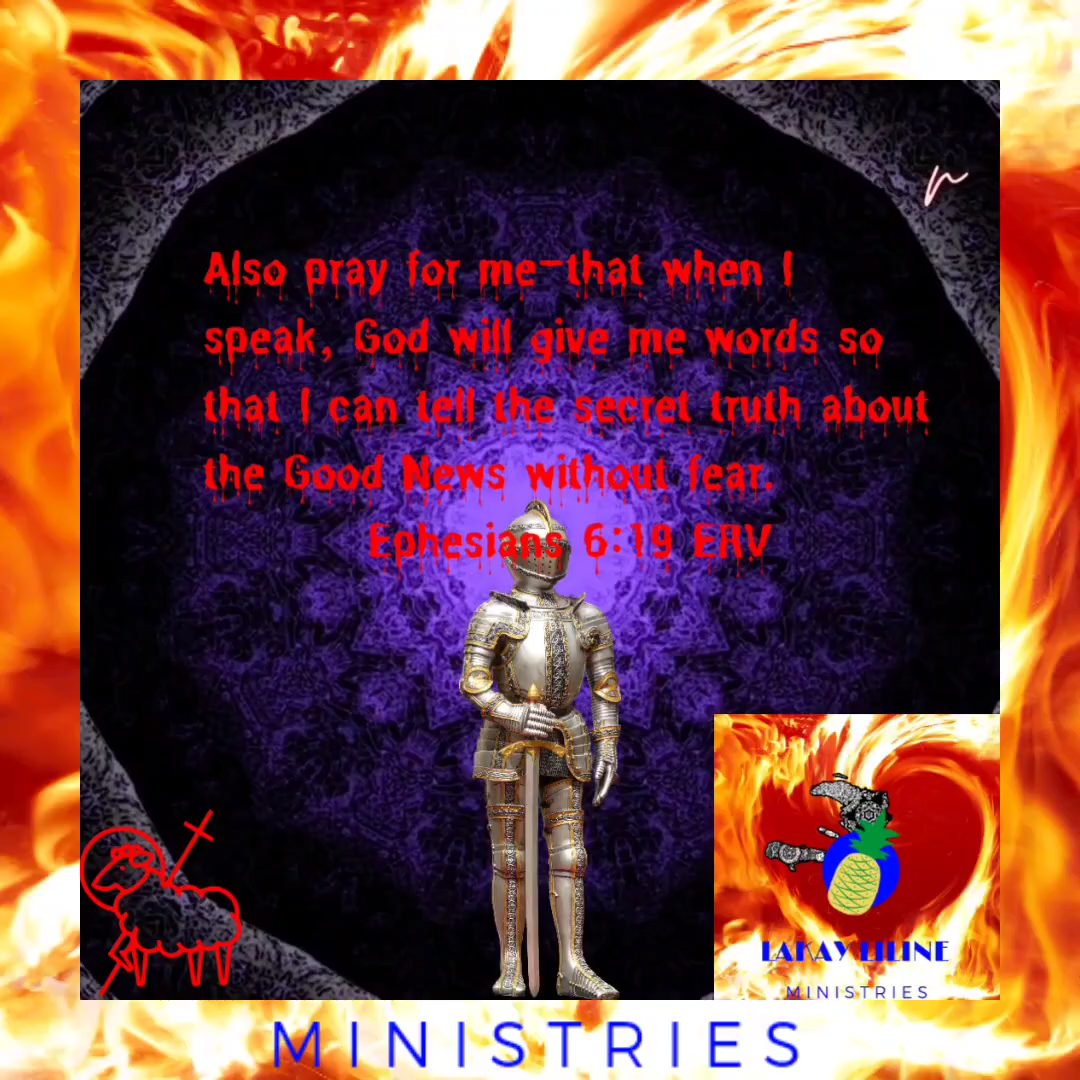 Also pray for me—that when I
speak, God will give me words so
that I can tell the secret truth about
the Good News without fear.
Ephesians 6:19 ERV
LAKAY LILINE
MINISTRIES
MINISTRIES